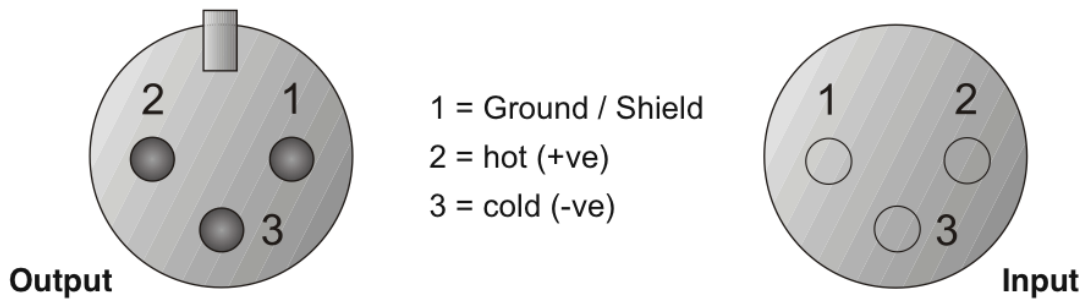 2 1
3
Output
1 = Ground / Shield
2 = hot (+ve)
3 = cold (-ve)
1 2
3
Input